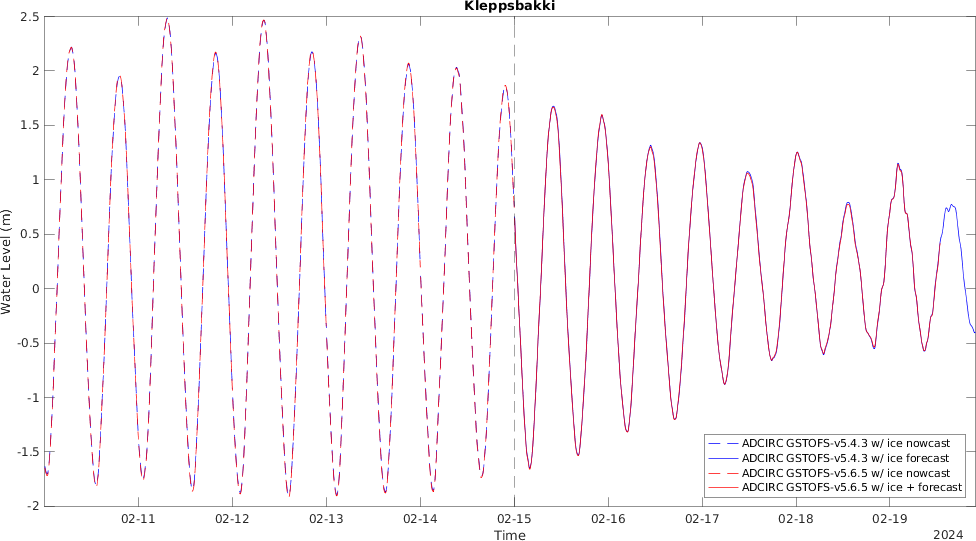 Kleppsbakki
2.5
2
1.5
1
0.5
0
-0.5
-1
-1.5
-2
Water Level (m)
ADCIRC GSTOFS-v5.4.3 w/ ice nowcast
ADCIRC GSTOFS-v5.4.3 w/ ice forecast
ADCIRC GSTOFS-v5.6.5 w/ ice nowcast
ADCIRC GSTOFS-v5.6.5 w/ ice + forecast
02-11 02-12 02-13 02-14 02-15 02-16 02-17 02-18 02-19
Time
2024